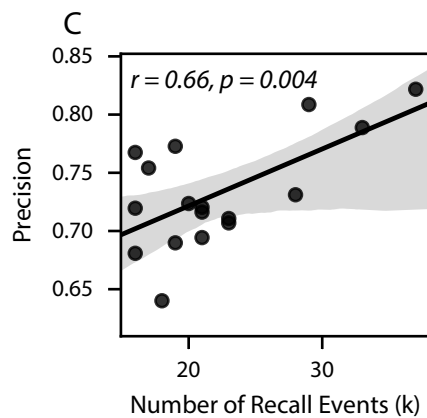 C
r = 0.66, p = 0.004
0.85
0.80
0.75
0.70
0.65
Precision
20 30
Number of Recall Events (k)